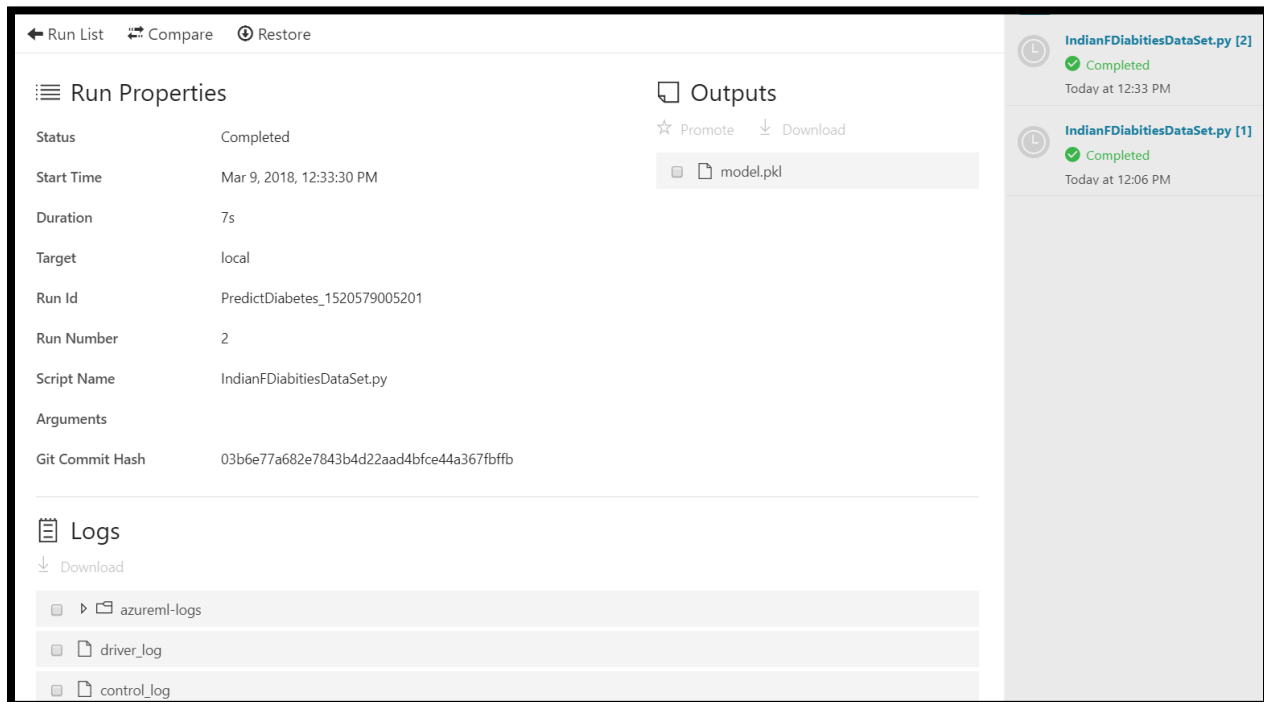 Run List Compare Restore
Run Properties
Status Completed
Start Time Mar 9, 2018, 12:33:30 PM
Duration 7s
Target local
Run Id PredictDiabetes_1520579005201
Run Number 2
Script Name IndianFDiabitiesDataSet.py
Arguments
Git Commit Hash 03b6e77a682e7843b4d22aad4bfce44a367fbffb
Outputs
Promote Download
model.pkl
Logs
Download
azureml-logs
driver_log
control_log
IndianFDiabitiesDataSet.py [2]
Completed
Today at 12:33 PM
IndianFDiabitiesDataSet.py [1]
Completed
Today at 12:06 PM